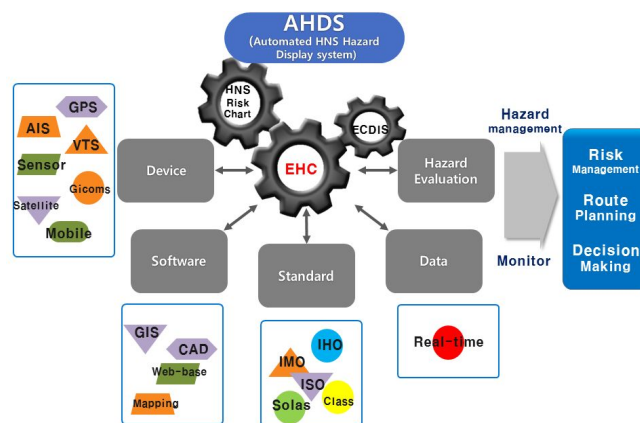 AHDS
(Automated HNS Hazard
Display system)
HNS
Risk
Chart
ECDIS
EHC
GPS
AIS
VTS
Sensor
Gicoms
Satellite
Mobile
Device
Hazard
Evaluation
Software
Standard
Data
GIS
CAD
Web-base
Mapping
IHO
IMO
ISO
Solas
Class
Real-time
Hazard
management
Monitor
Risk
Management
Route
Planning
Decision
Making